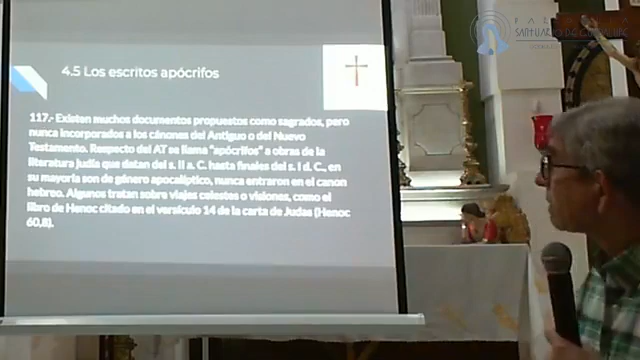 PARROQUIA
SANTUARIO DE GUADALUPE
4.5 Los escritos apócrifos
117.- Existen muchos documentos propuestos como sagrados, pero
nunca incorporados a los cánones del Antiguo o del Nuevo
Testamento. Respecto del AT se llama "apócrifos" a obras de la
literatura judía que datan del s. II a. C. hasta finales del s. I d. C., en
su mayoría son de género apocalíptico, nunca entraron en el canon
hebreo. Algunos tratan sobre viajes celestes o visiones, como el
libro de Henoc citado en el versículo 14 de la carta de Judas (Henoc
60,8).